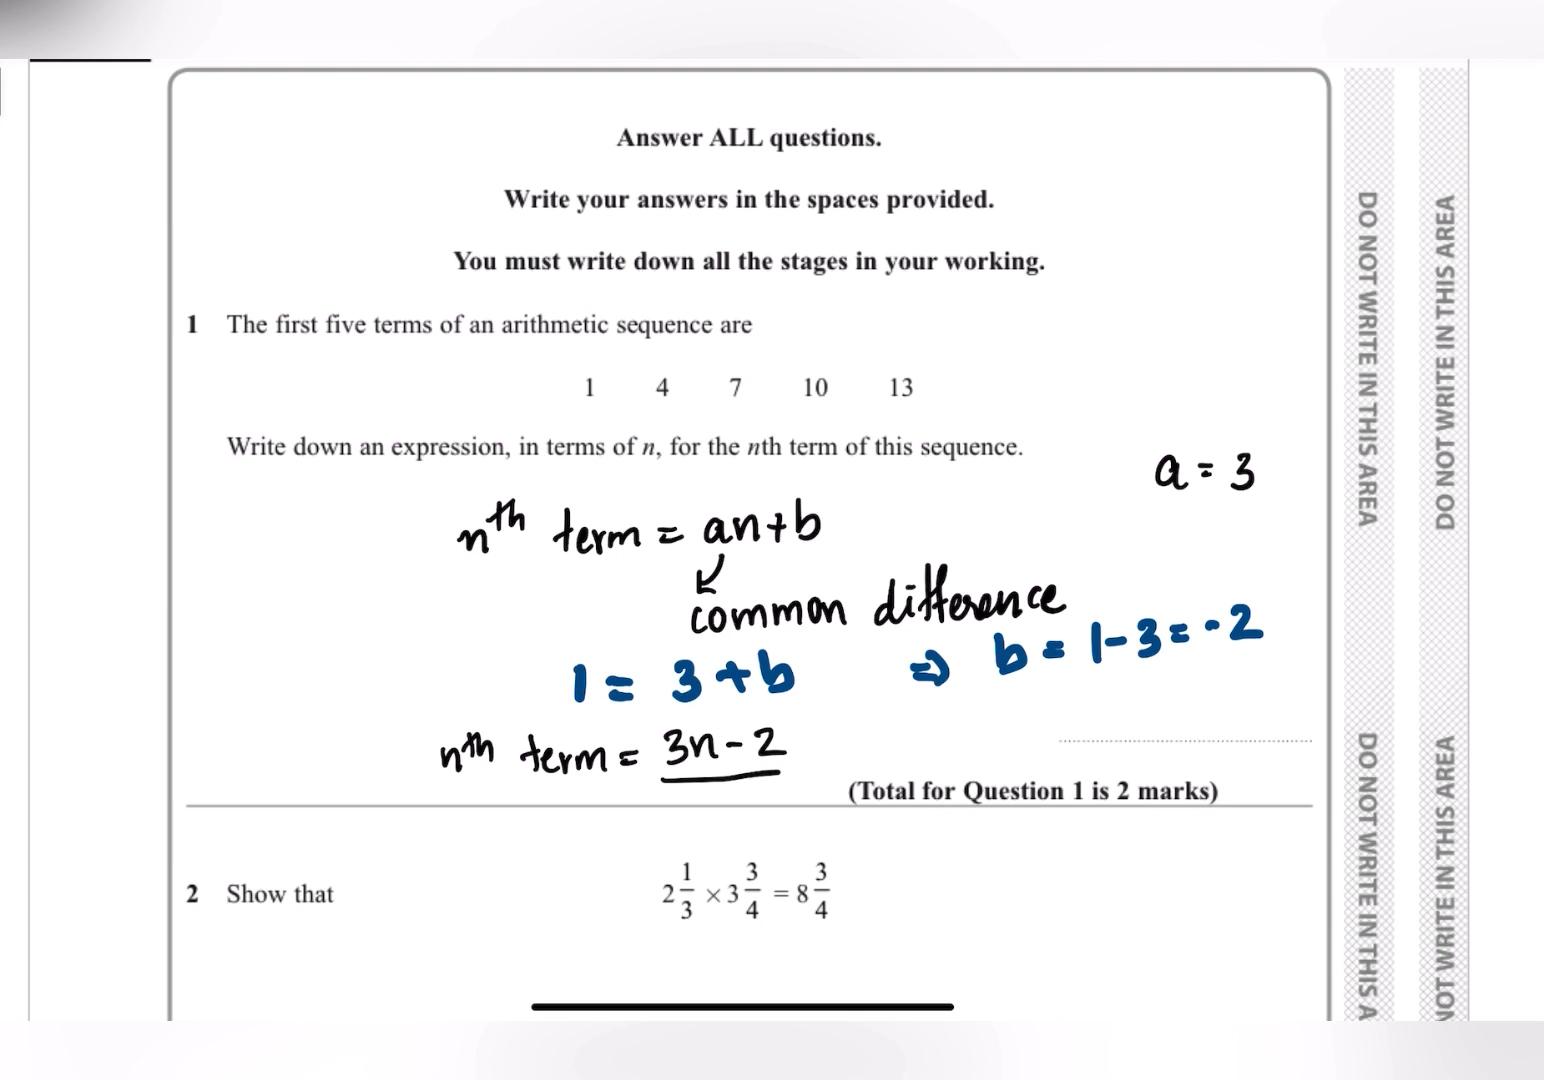 Answer ALL questions.
Write your answers in the spaces provided.
You must write down all the stages in your working.
1 The first five terms of an arithmetic sequence are
1 4 7 10 13
Write down an expression, in terms of n, for the nth term of this sequence.
a = 3
nth term = an+b
common difference
1 = 3 + b ⇒ b = 1-3 = -2
nth term = 3n - 2
(Total for Question 1 is 2 marks)
2 Show that 2 1/3 × 3 3/4 = 8 3/4
DO NOT WRITE IN THIS AREA
DO NOT WRITE IN THIS A
DO NOT WRITE IN THIS AREA
NOT WRITE IN THIS AREA